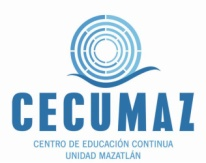 CECUMAZ
CENTRO DE EDUCACIÓN CONTINUA
UNIDAD MAZATLÁN